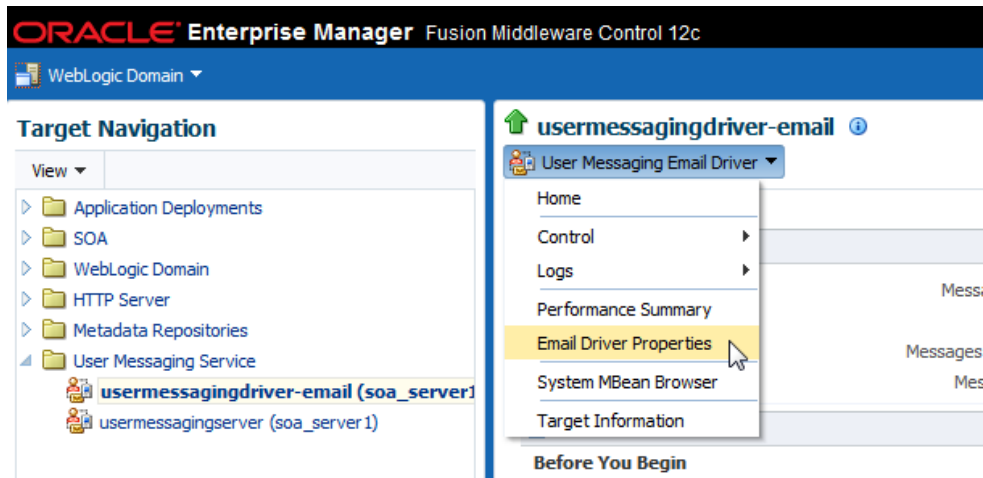 ORACLE Enterprise Manager Fusion Middleware Control 12c
WebLogic Domain
Target Navigation
View
Application Deployments
SOA
WebLogic Domain
HTTP Server
Metadata Repositories
User Messaging Service
usermessagingdriver-email (soa_server1
usermessagingserver (soa_server1)
usermessagingdriver-email
User Messaging Email Driver
Home
Control
Logs
Performance Summary
Email Driver Properties
System MBean Browser
Target Information
Messa
Messages
Mes
Before You Begin